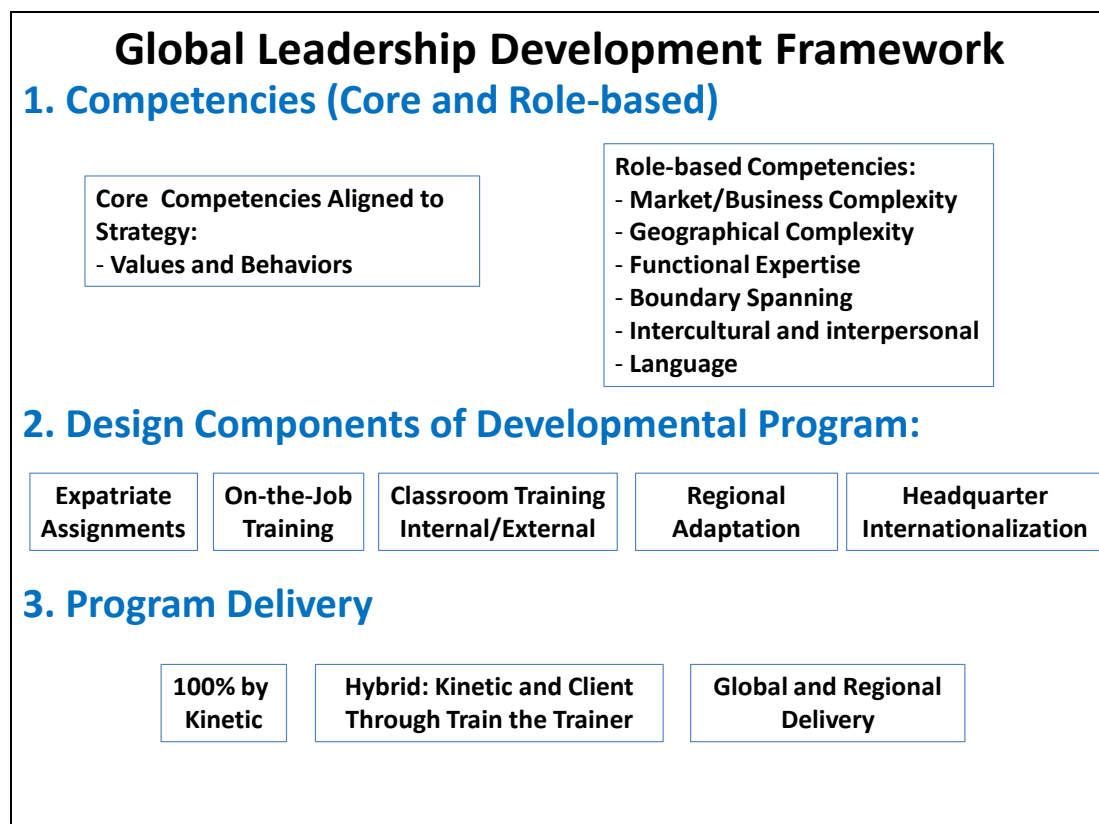 Global Leadership Development Framework
1. Competencies (Core and Role-based)
Core Competencies Aligned to
Strategy:
- Values and Behaviors
Role-based Competencies:
- Market/Business Complexity
- Geographical Complexity
- Functional Expertise
- Boundary Spanning
- Intercultural and interpersonal
- Language
2. Design Components of Developmental Program:
Expatriate
Assignments
On-the-Job
Training
Classroom Training
Internal/External
Regional
Adaptation
Headquarter
Internationalization
3. Program Delivery
100% by
Kinetic
Hybrid: Kinetic and Client
Through Train the Trainer
Global and Regional
Delivery